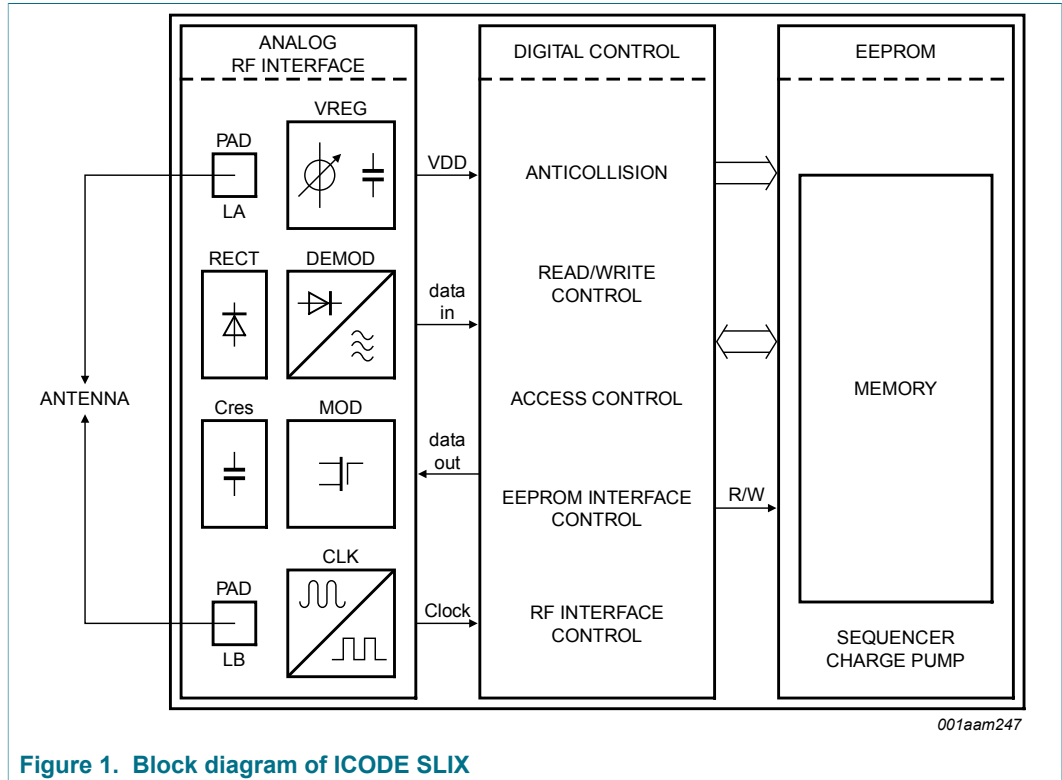 ANALOG
RF INTERFACE
VREG
PAD
LA
RECT
DEMOD
Cres
MOD
CLK
PAD
LB
ANTENNA
VDD
data
in
data
out
Clock
DIGITAL CONTROL
ANTICOLLISION
READ/WRITE
CONTROL
ACCESS CONTROL
EEPROM INTERFACE
CONTROL
RF INTERFACE
CONTROL
R/W
EEPROM
MEMORY
SEQUENCER
CHARGE PUMP
001aam247
Figure 1. Block diagram of ICODE SLIX